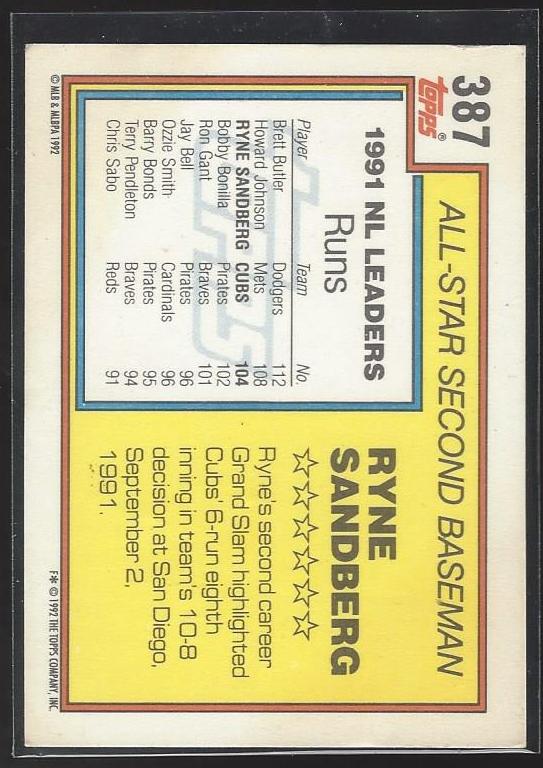 387
Topps®
ALL-STAR SECOND BASEMAN
1991 NL LEADERS
Runs
Player Team No.
Brett Butler Dodgers 112
Howard Johnson Mets 108
RYNE SANDBERG CUBS 104
Bobby Bonilla Pirates 102
Ron Gant Braves 101
Jay Bell Pirates 96
Ozzie Smith Cardinals 96
Barry Bonds Pirates 95
Terry Pendleton Braves 94
Chris Sabo Reds 91
RYNE
SANDBERG
☆☆☆☆☆☆
Ryne's second career
Grand Slam highlighted
Cubs' 6-run eighth
inning in team's 10-8
decision at San Diego,
September 2,
1991.
© MLB & MLBPA 1992
F* © 1992 THE TOPPS COMPANY, INC.